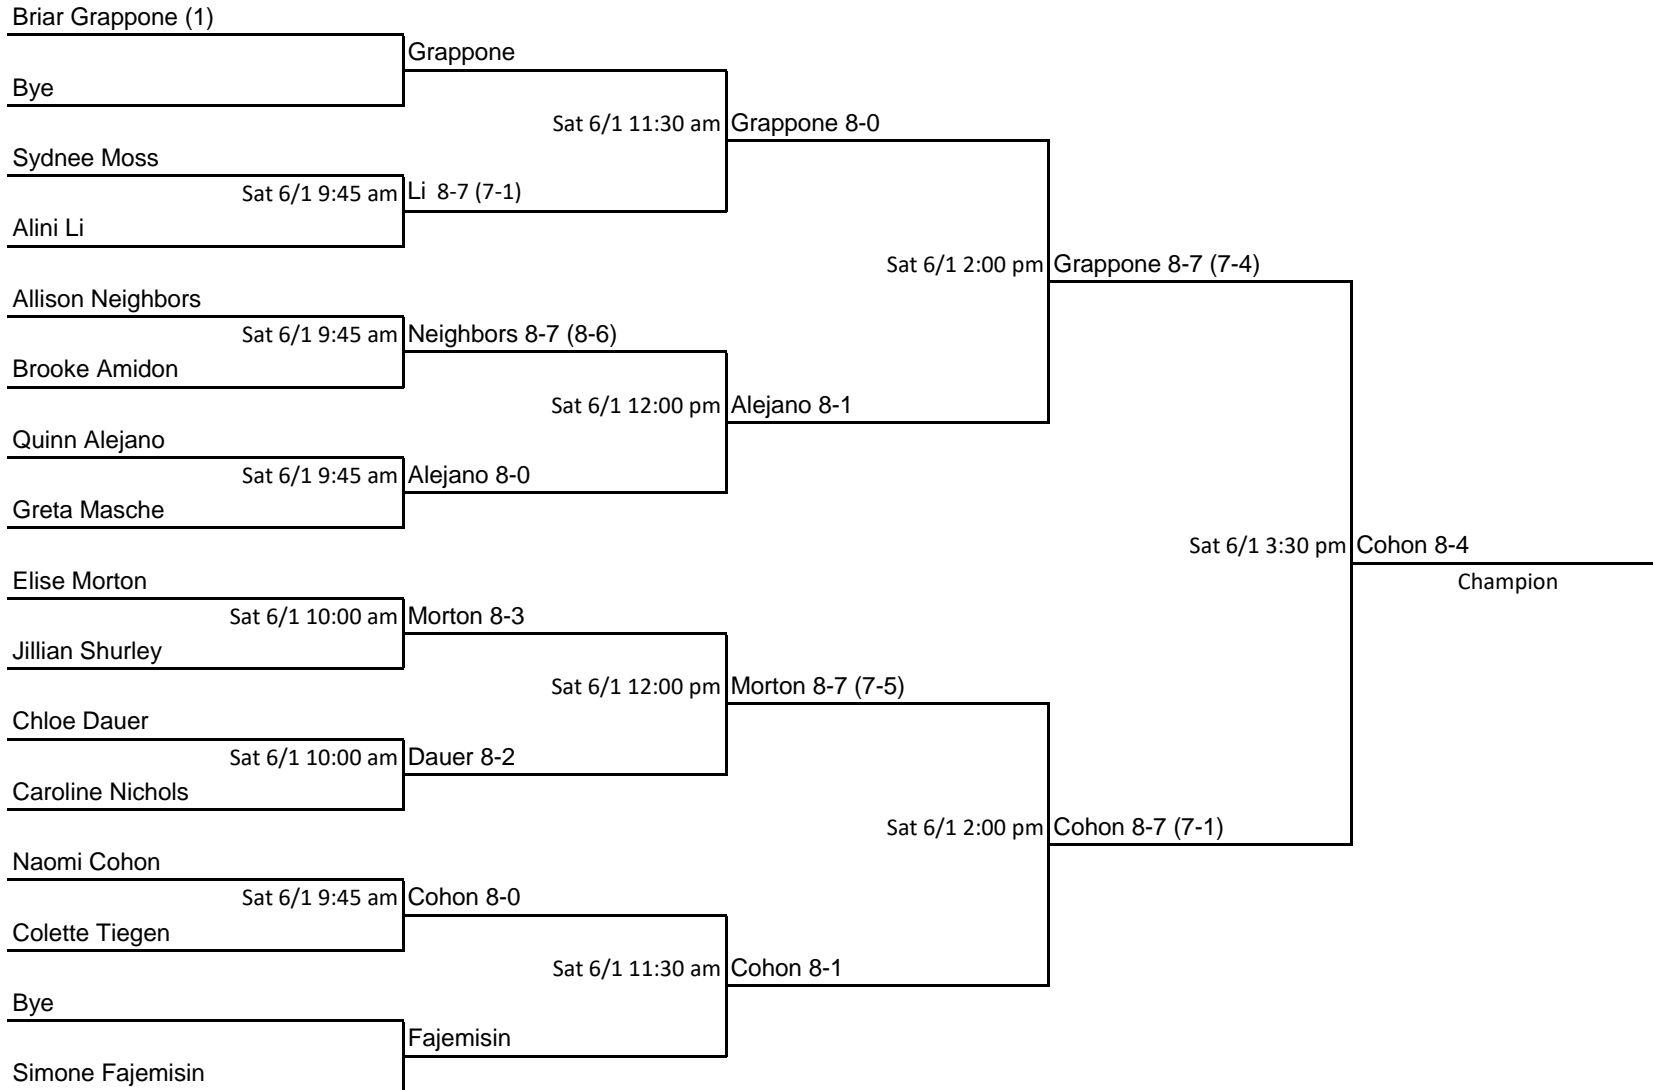 Briar Grappone (1)
Grappone
Bye
Sat 6/1 11:30 am Grappone 8-0
Sydnee Moss
Sat 6/1 9:45 am Li 8-7 (7-1)
Alini Li
Sat 6/1 2:00 pm Grappone 8-7 (7-4)
Allison Neighbors
Sat 6/1 9:45 am Neighbors 8-7 (8-6)
Brooke Amidon
Sat 6/1 12:00 pm Alejano 8-1
Quinn Alejano
Sat 6/1 9:45 am Alejano 8-0
Greta Masche
Sat 6/1 3:30 pm Cohon 8-4
Elise Morton
Champion
Sat 6/1 10:00 am Morton 8-3
Jillian Shurley
Sat 6/1 12:00 pm Morton 8-7 (7-5)
Chloe Dauer
Sat 6/1 10:00 am Dauer 8-2
Caroline Nichols
Sat 6/1 2:00 pm Cohon 8-7 (7-1)
Naomi Cohon
Sat 6/1 9:45 am Cohon 8-0
Colette Tiegen
Sat 6/1 11:30 am Cohon 8-1
Bye
Fajemisin
Simone Fajemisin